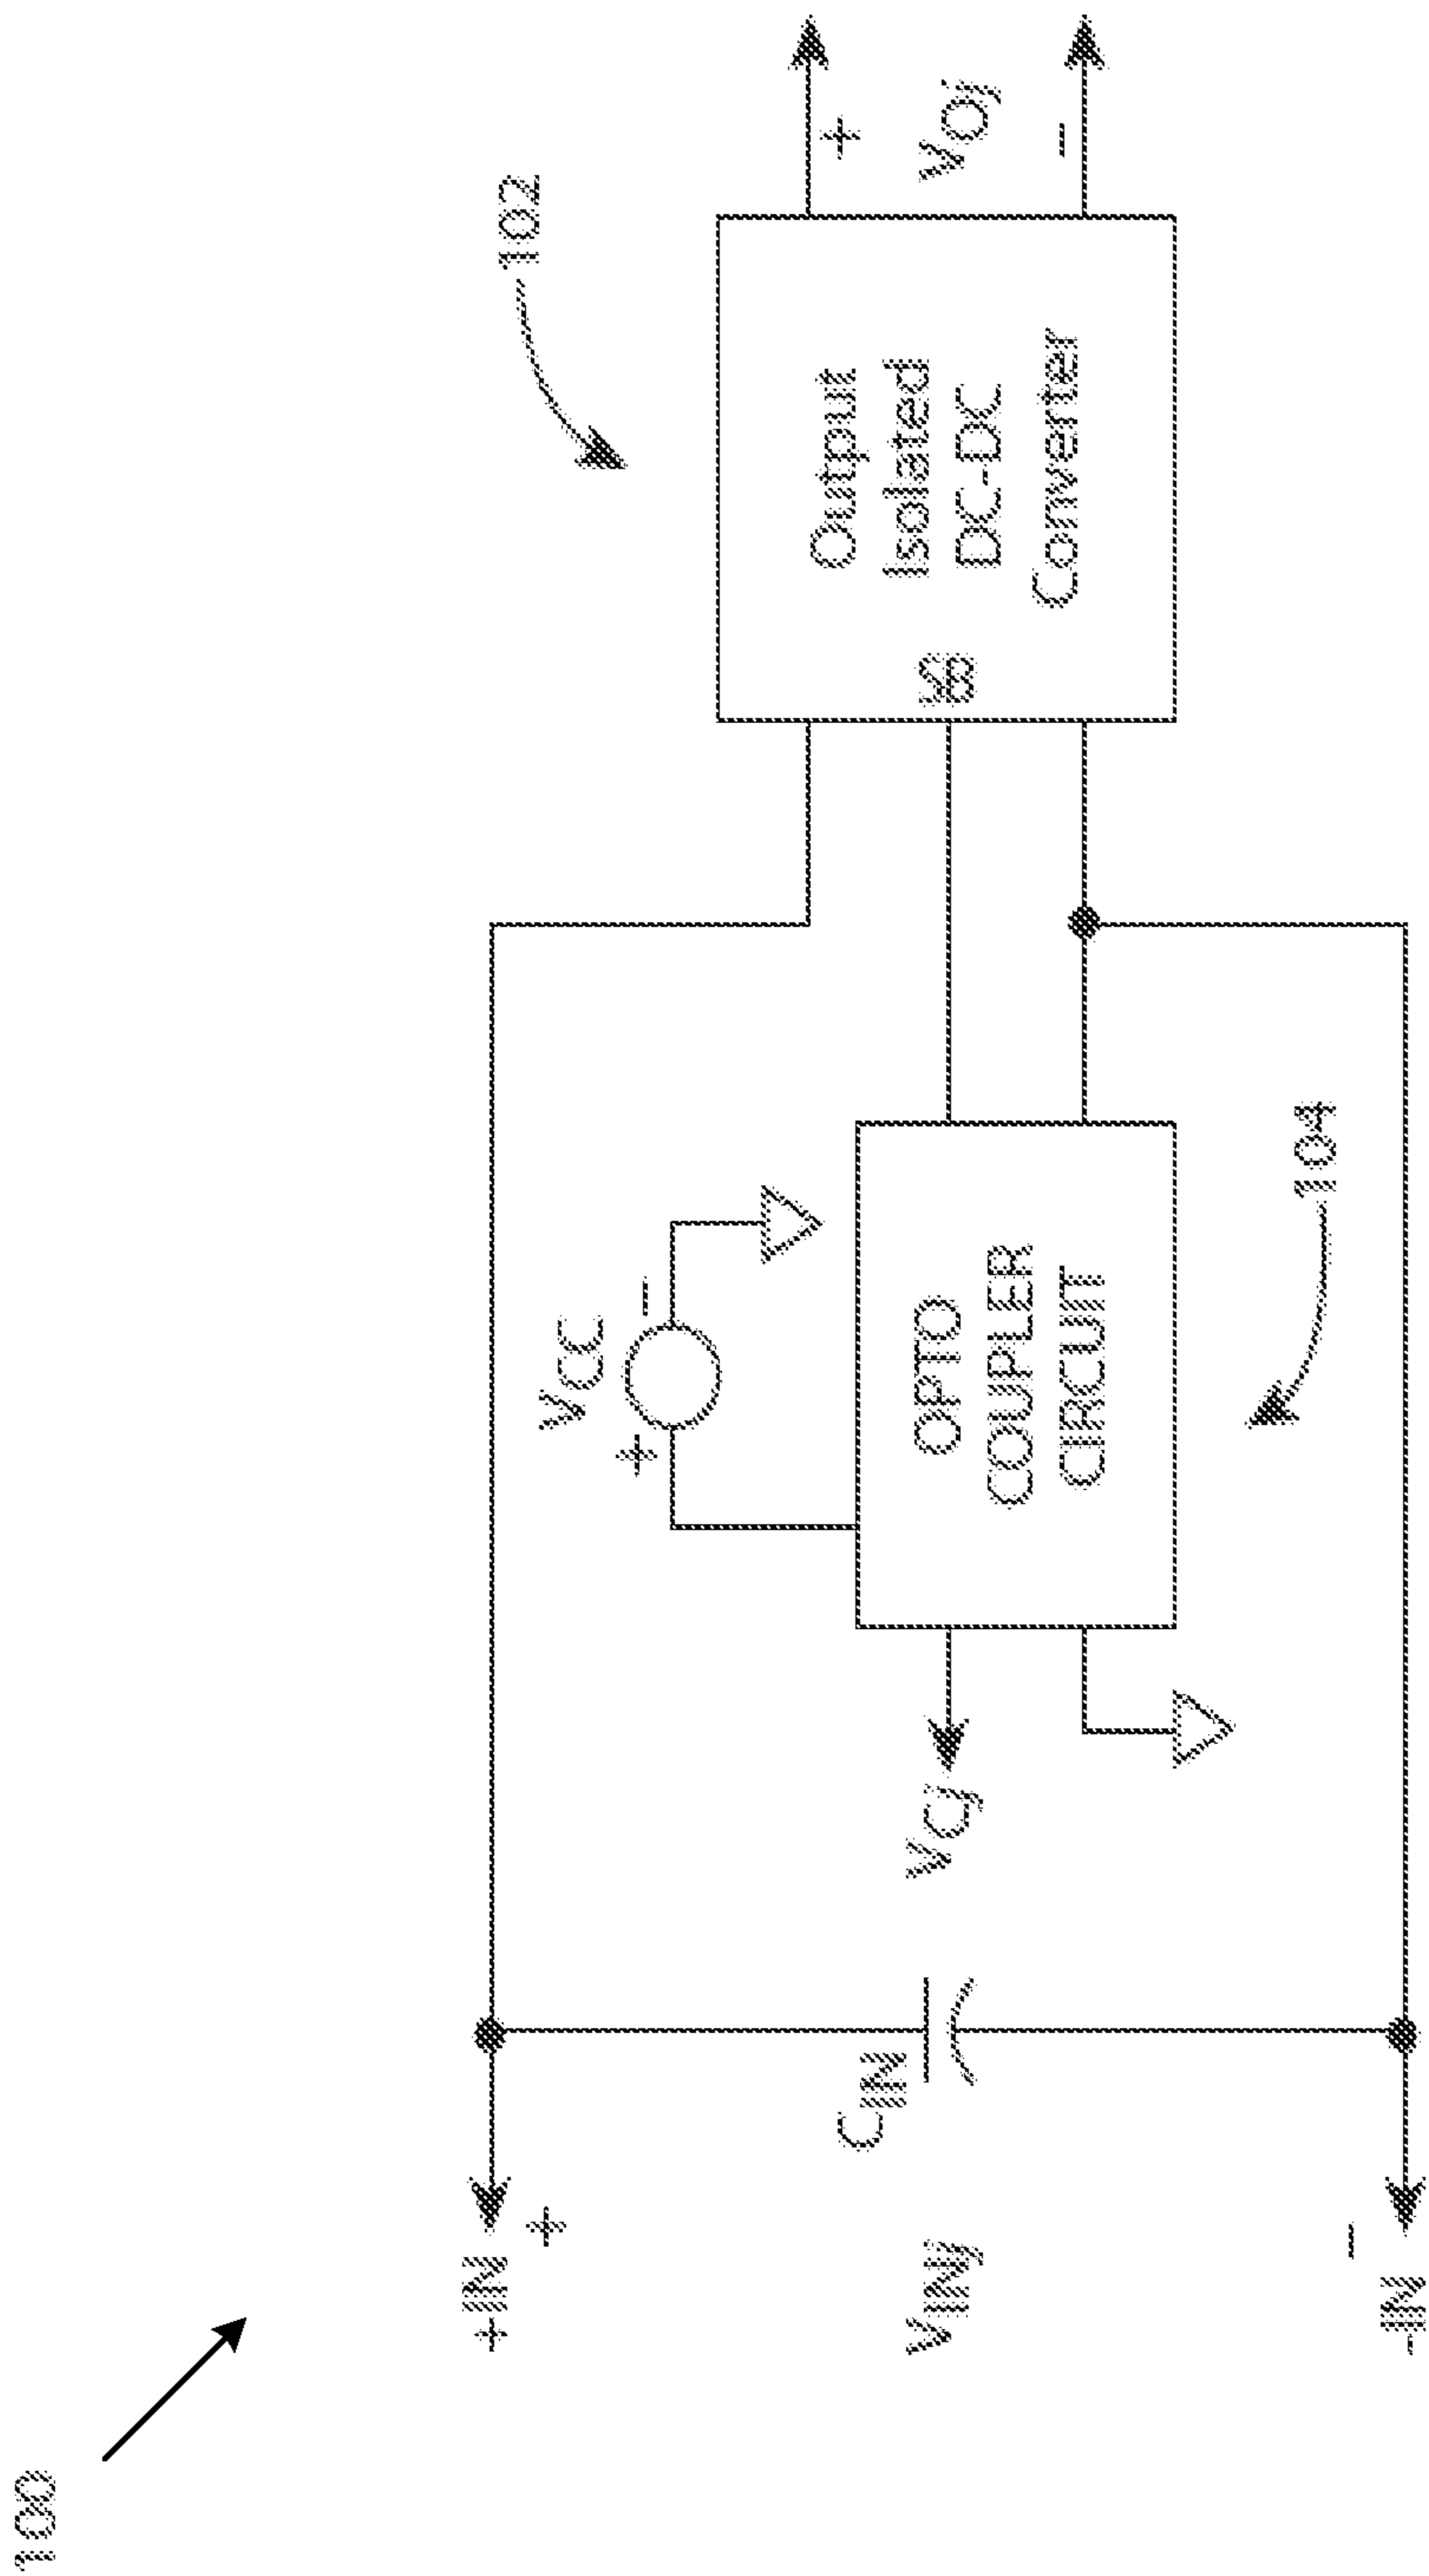 100
102
+IN
+
VCC
+
-
Output
Isolated
DC-DC
Converter
SB
+
VOj
-
CIN
VINj
VCj
OPTO
COUPLER
CIRCUIT
104
-
-IN